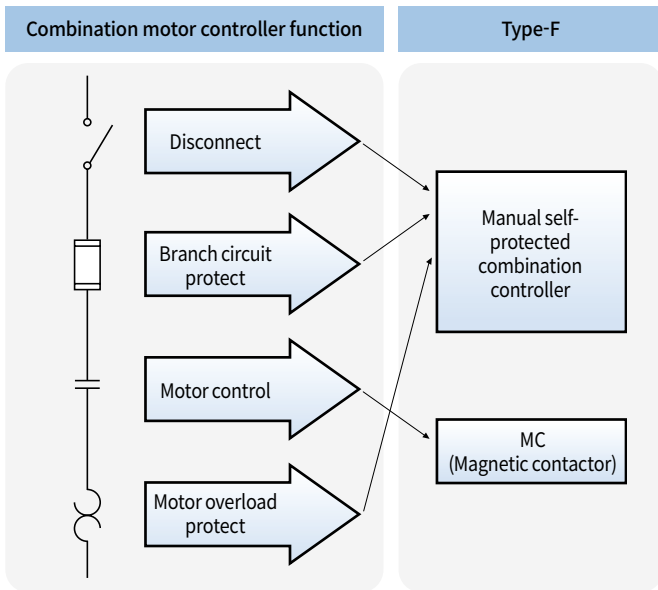 Combination motor controller function
Type-F
Disconnect
Branch circuit
protect
Motor control
Motor overload
protect
Manual self-
protected
combination
controller
MC
(Magnetic contactor)